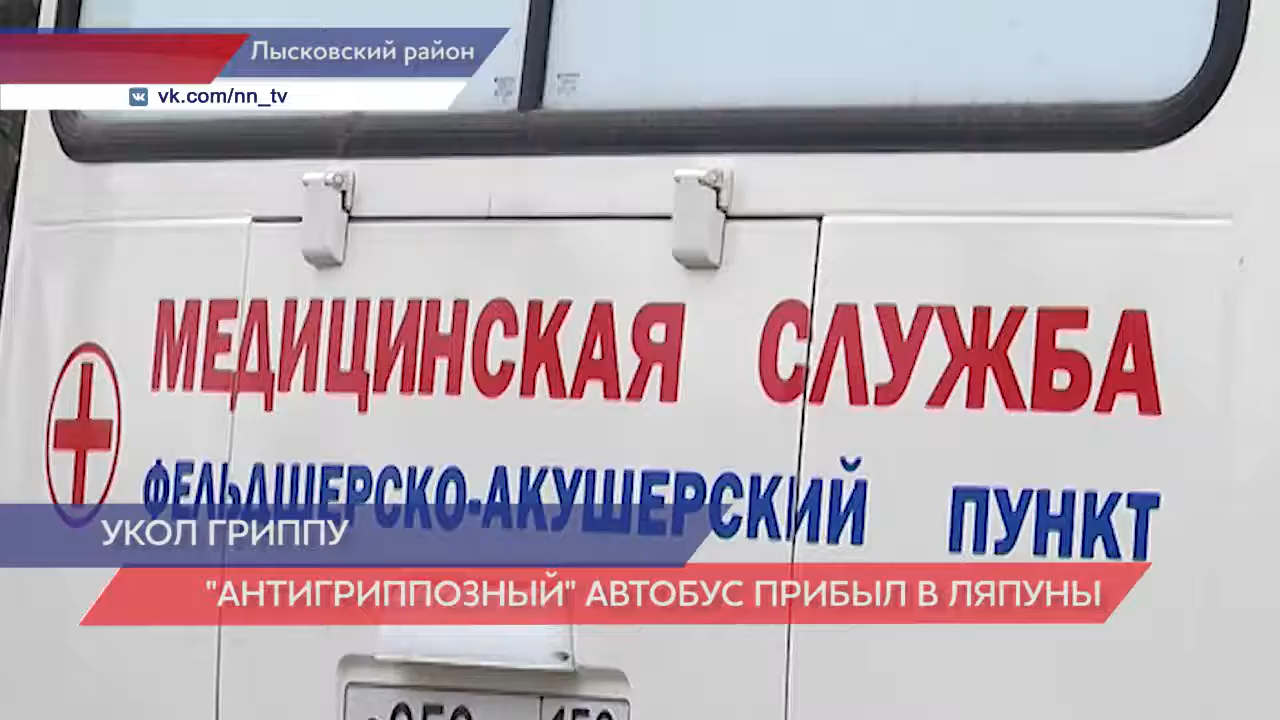 Лысковский район
vk.com/nn_tv
МЕДИЦИНСКАЯ СЛУЖБА
ФЕЛЬДШЕРСКО-АКУШЕРСКИЙ ПУНКТ
УКОЛ ГРИППУ
"АНТИГРИППОЗНЫЙ" АВТОБУС ПРИБЫЛ В ЛЯПУНЫ